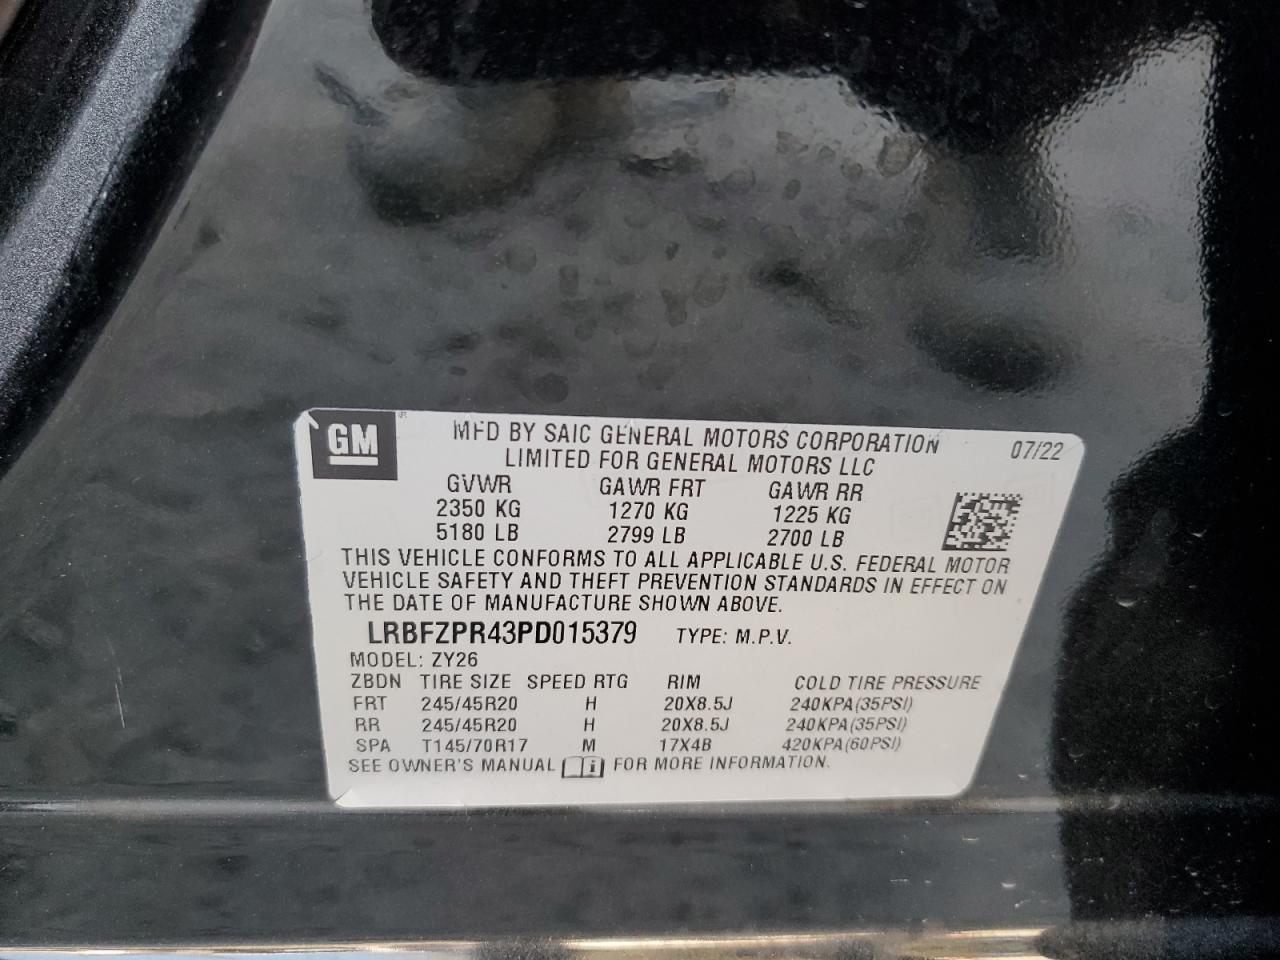 GM ®
MFD BY SAIC GENERAL MOTORS CORPORATION 07/22
LIMITED FOR GENERAL MOTORS LLC
GVWR GAWR FRT GAWR RR
2350 KG 1270 KG 1225 KG
5180 LB 2799 LB 2700 LB
THIS VEHICLE CONFORMS TO ALL APPLICABLE U.S. FEDERAL MOTOR
VEHICLE SAFETY AND THEFT PREVENTION STANDARDS IN EFFECT ON
THE DATE OF MANUFACTURE SHOWN ABOVE.
LRBFZPR43PD015379 TYPE: M.P.V.
MODEL: ZY26
ZBDN TIRE SIZE SPEED RTG RIM COLD TIRE PRESSURE
FRT 245/45R20 H 20X8.5J 240KPA(35PSI)
RR 245/45R20 H 20X8.5J 240KPA(35PSI)
SPA T145/70R17 M 17X4B 420KPA(60PSI)
SEE OWNER'S MANUAL i FOR MORE INFORMATION.